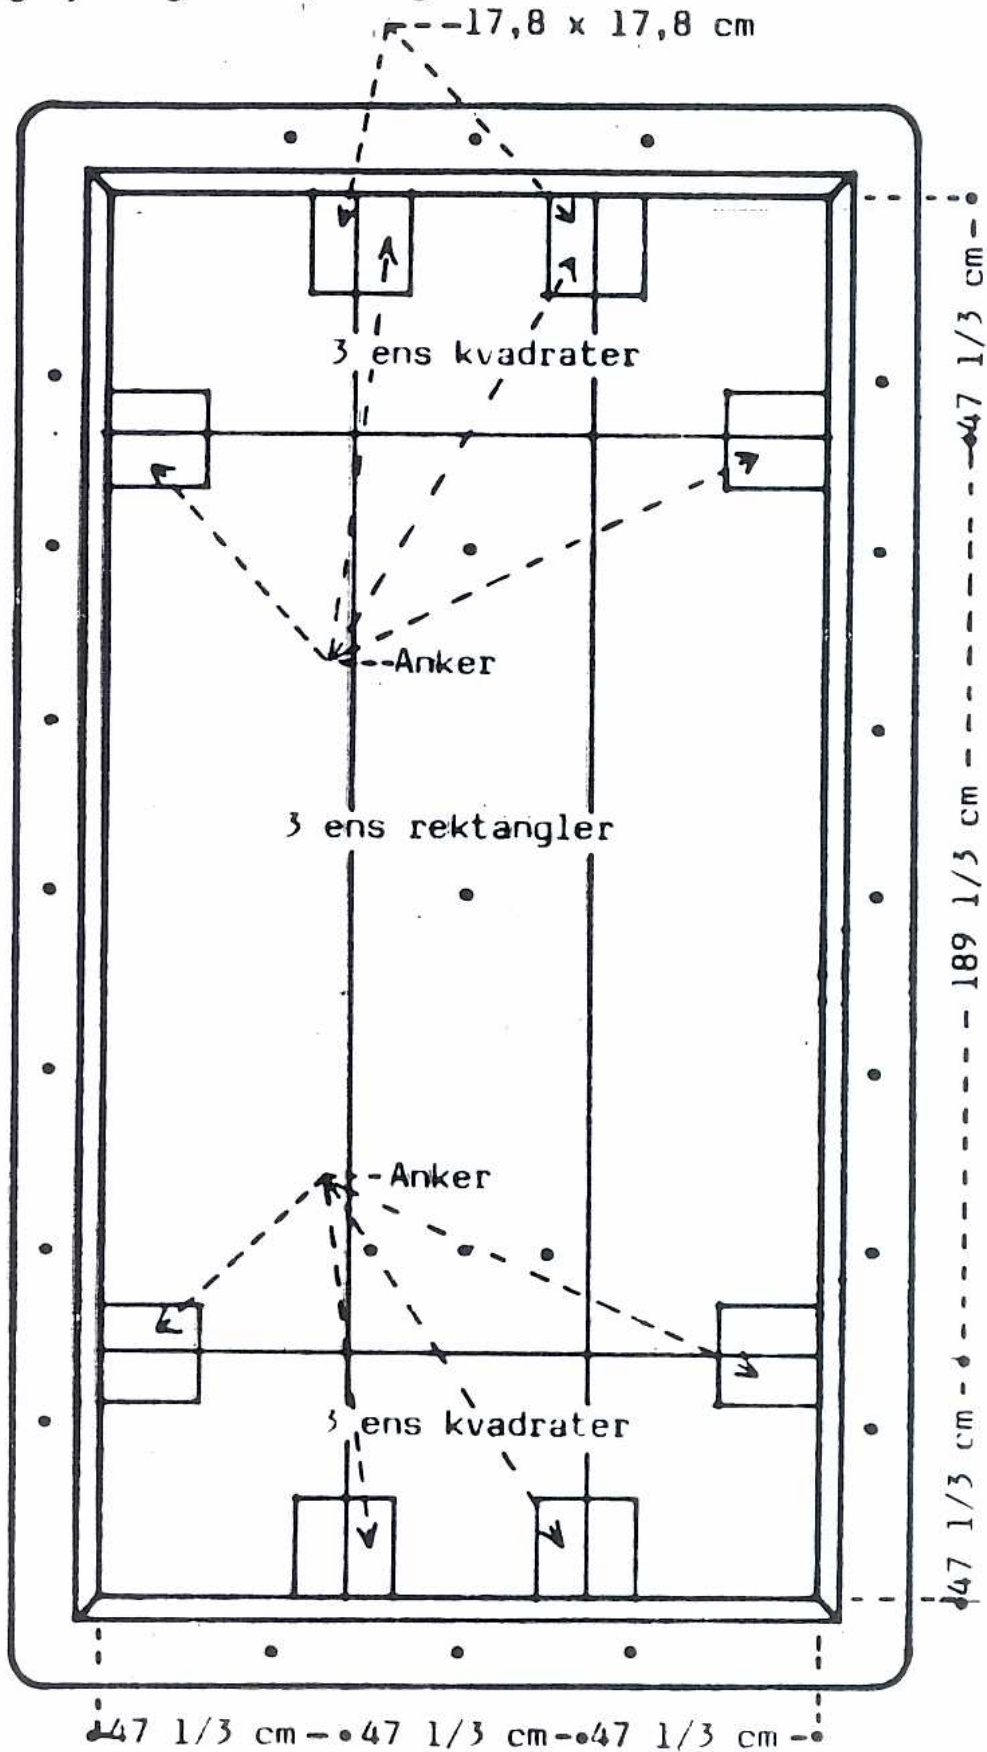 17,8 x 17,8 cm
3 ens kvadrater
47 1/3 cm
Anker
3 ens rektangler
189 1/3 cm
Anker
3 ens kvadrater
47 1/3 cm
47 1/3 cm 47 1/3 cm 47 1/3 cm